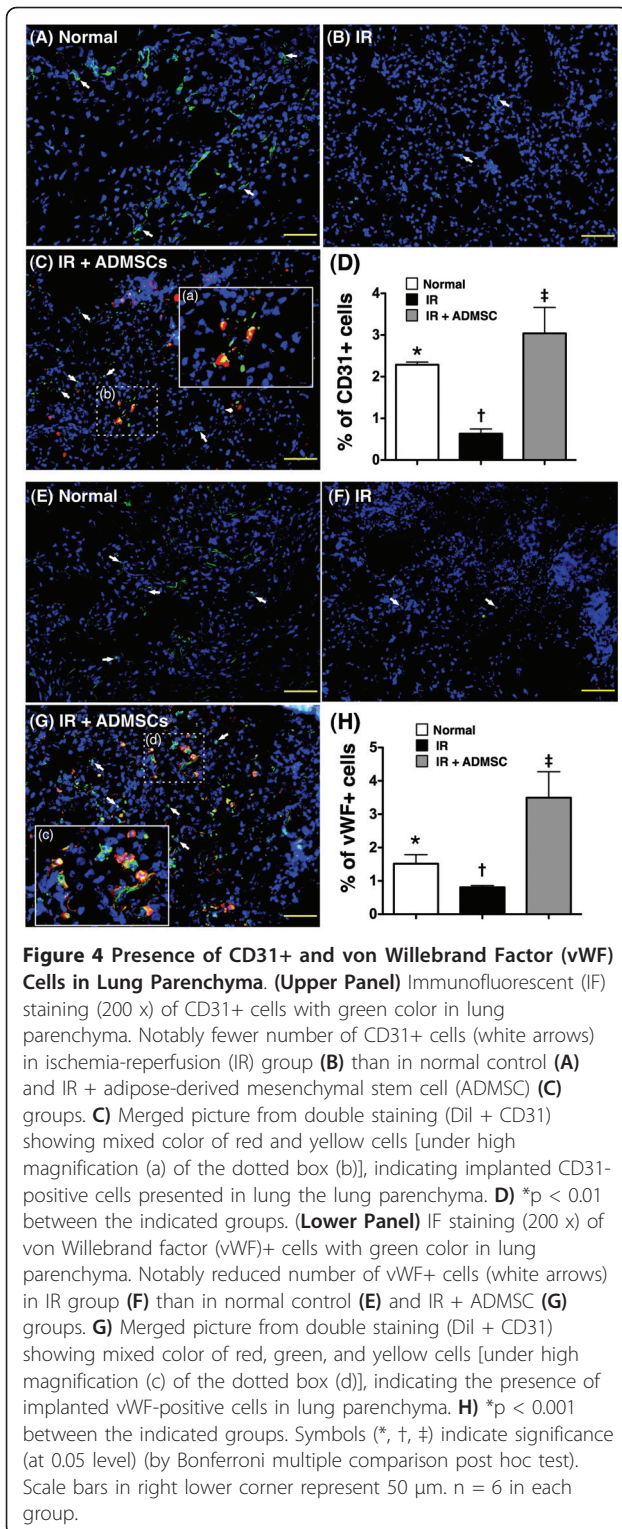 (A) Normal
(B) IR
(C) IR + ADMSCs
(a)
(b)
(D)
Normal
IR
IR + ADMSC
% of CD31+ cells
4
3
2
1
0
*
†
‡
(E) Normal
(F) IR
(G) IR + ADMSCs
(d)
(c)
(H)
Normal
IR
IR + ADMSC
% of vWF+ cells
5
4
3
2
1
0
*
†
‡
Figure 4 Presence of CD31+ and von Willebrand Factor (vWF)
Cells in Lung Parenchyma. (Upper Panel) Immunofluorescent (IF)
staining (200 x) of CD31+ cells with green color in lung
parenchyma. Notably fewer number of CD31+ cells (white arrows)
in ischemia-reperfusion (IR) group (B) than in normal control (A)
and IR + adipose-derived mesenchymal stem cell (ADMSC) (C)
groups. C) Merged picture from double staining (Dil + CD31)
showing mixed color of red and yellow cells [under high
magnification (a) of the dotted box (b)], indicating implanted CD31-
positive cells presented in lung the lung parenchyma. D) *p < 0.01
between the indicated groups. (Lower Panel) IF staining (200 x) of
von Willebrand factor (vWF)+ cells with green color in lung
parenchyma. Notably reduced number of vWF+ cells (white arrows)
in IR group (F) than in normal control (E) and IR + ADMSC (G)
groups. G) Merged picture from double staining (Dil + CD31)
showing mixed color of red, green, and yellow cells [under high
magnification (c) of the dotted box (d)], indicating the presence of
implanted vWF-positive cells in lung parenchyma. H) *p < 0.001
between the indicated groups. Symbols (*, †, ‡) indicate significance
(at 0.05 level) (by Bonferroni multiple comparison post hoc test).
Scale bars in right lower corner represent 50 µm. n = 6 in each
group.